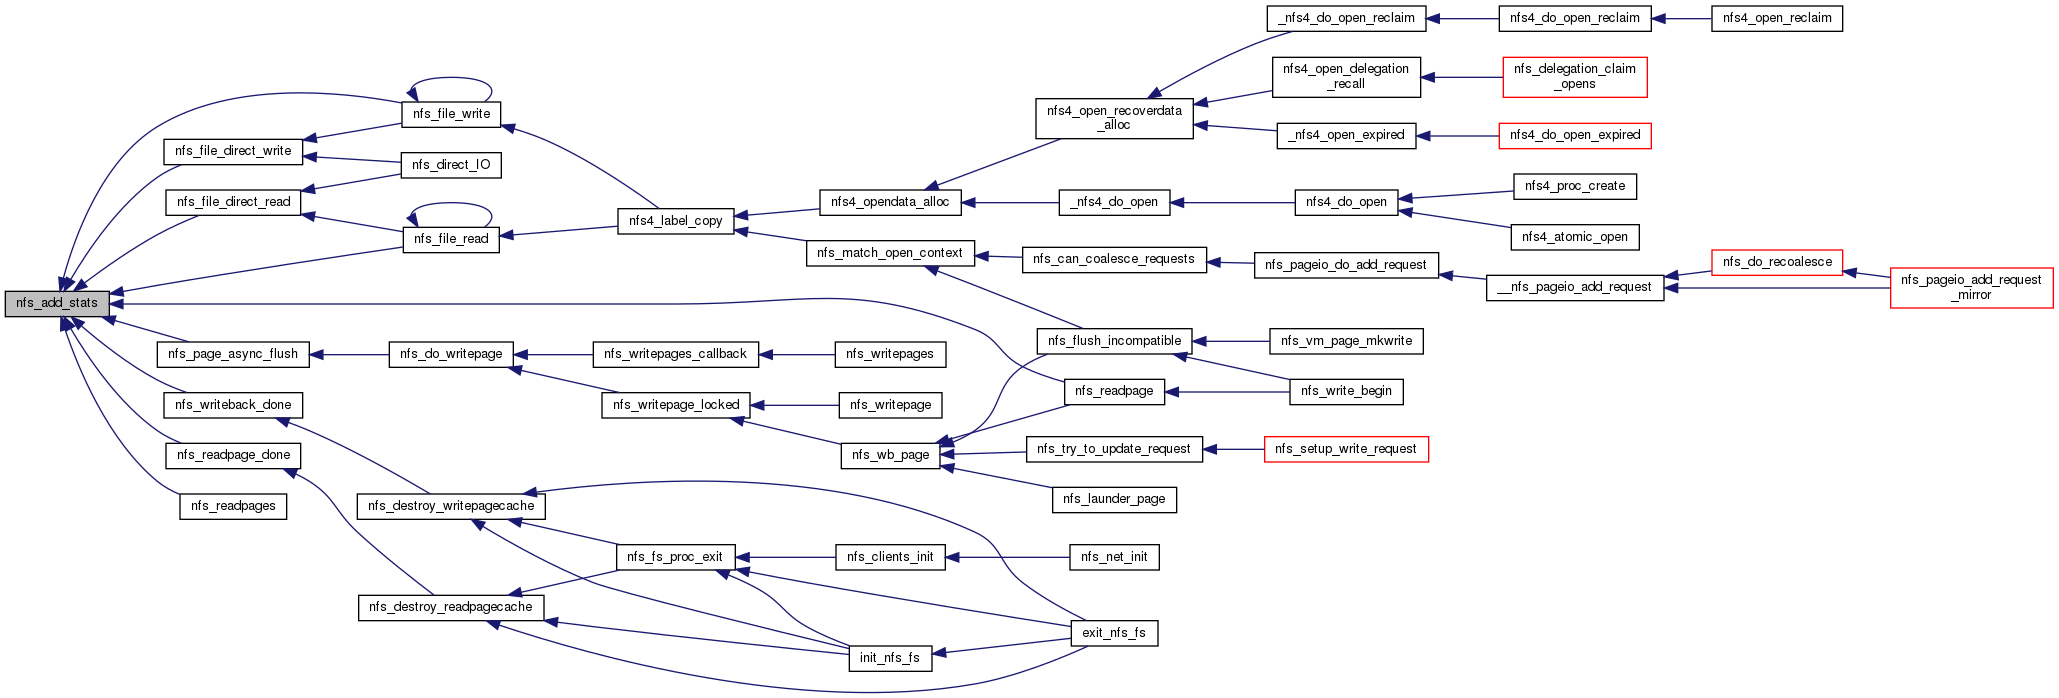 _nfs4_do_open_reclaim
nfs4_do_open_reclaim
nfs4_open_reclaim
nfs4_open_delegation
_recall
nfs_delegation_claim
_opens
nfs_file_write
nfs4_open_recoverdata
_alloc
_nfs4_open_expired
nfs4_do_open_expired
nfs_file_direct_write
nfs_direct_IO
nfs_file_direct_read
nfs4_opendata_alloc
_nfs4_do_open
nfs4_do_open
nfs4_proc_create
nfs4_label_copy
nfs_file_read
nfs4_atomic_open
nfs_match_open_context
nfs_can_coalesce_requests
nfs_pageio_do_add_request
nfs_do_recoalesce
__nfs_pageio_add_request
nfs_pageio_add_request
_mirror
nfs_add_stats
nfs_page_async_flush
nfs_do_writepage
nfs_writepages_callback
nfs_writepages
nfs_flush_incompatible
nfs_vm_page_mkwrite
nfs_readpage
nfs_write_begin
nfs_writeback_done
nfs_writepage_locked
nfs_writepage
nfs_readpage_done
nfs_wb_page
nfs_try_to_update_request
nfs_setup_write_request
nfs_launder_page
nfs_readpages
nfs_destroy_writepagecache
nfs_fs_proc_exit
nfs_clients_init
nfs_net_init
nfs_destroy_readpagecache
exit_nfs_fs
init_nfs_fs